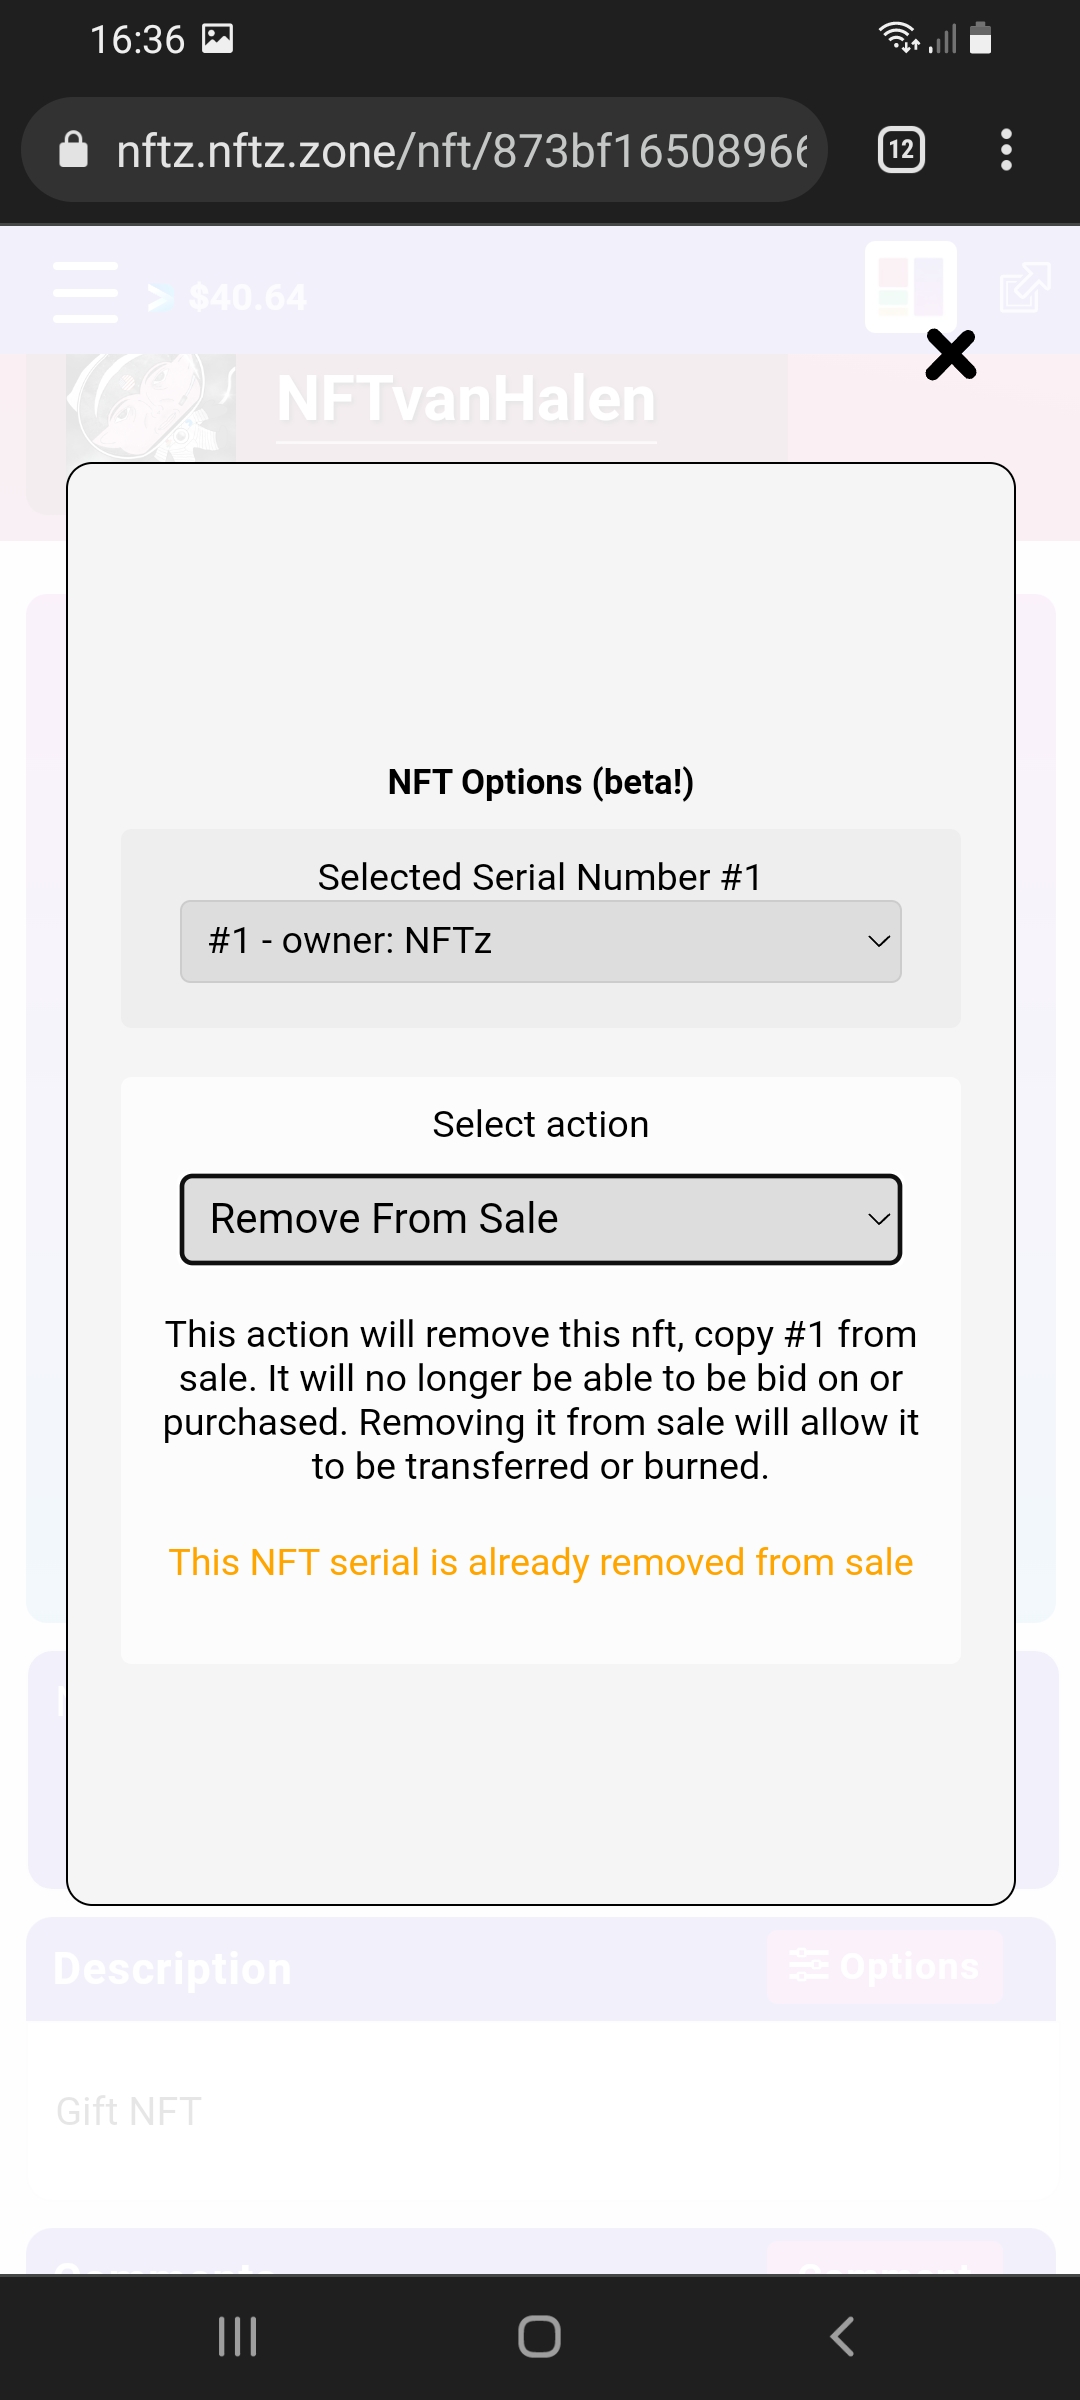 16:36
nftz.nftz.zone/nft/873bf16508966
12
$40.64
NFTvanHalen
NFT Options (beta!)
Selected Serial Number #1
#1 - owner: NFTz
Select action
Remove From Sale
This action will remove this nft, copy #1 from
sale. It will no longer be able to be bid on or
purchased. Removing it from sale will allow it
to be transferred or burned.
This NFT serial is already removed from sale
Description
Options
Gift NFT
Comments
Comment